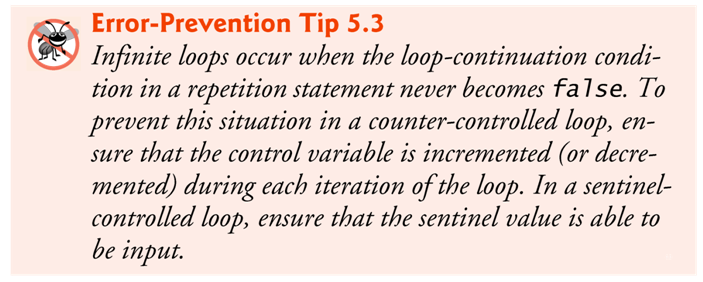 Error-Prevention Tip 5.3
Infinite loops occur when the loop-continuation condi-
tion in a repetition statement never becomes false. To
prevent this situation in a counter-controlled loop, en-
sure that the control variable is incremented (or decre-
mented) during each iteration of the loop. In a sentinel-
controlled loop, ensure that the sentinel value is able to
be input.